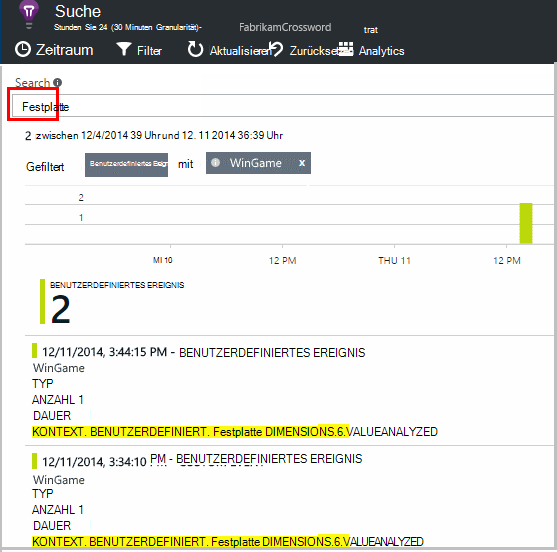 Suche
Stunden Sie 24 (30 Minuten Granularität)-
FabrikamCrossword
trat
Zeitraum Filter Aktualisieren Zurückse Analytics
Search
Festplatte
2 zwischen 12/4/2014 39 Uhr und 12. 11 2014 36:39 Uhr
Gefiltert Benutzerdefiniertes Ereign mit WinGame x
2
1
MI 10 12 PM THU 11 12 PM
BENUTZERDEFINIERTES EREIGNIS
2
12/11/2014, 3:44:15 PM - BENUTZERDEFINIERTES EREIGNIS
WinGame
TYP
ANZAHL 1
DAUER
KONTEXT. BENUTZERDEFINIERT. Festplatte DIMENSIONS.6.VALUEANALYZED
12/11/2014, 3:34:10 PM - BENUTZERDEFINIERTES EREIGNIS
WinGame
TYP
ANZAHL 1
DAUER
KONTEXT. BENUTZERDEFINIERT. Festplatte DIMENSIONS.6.VALUEANALYZED